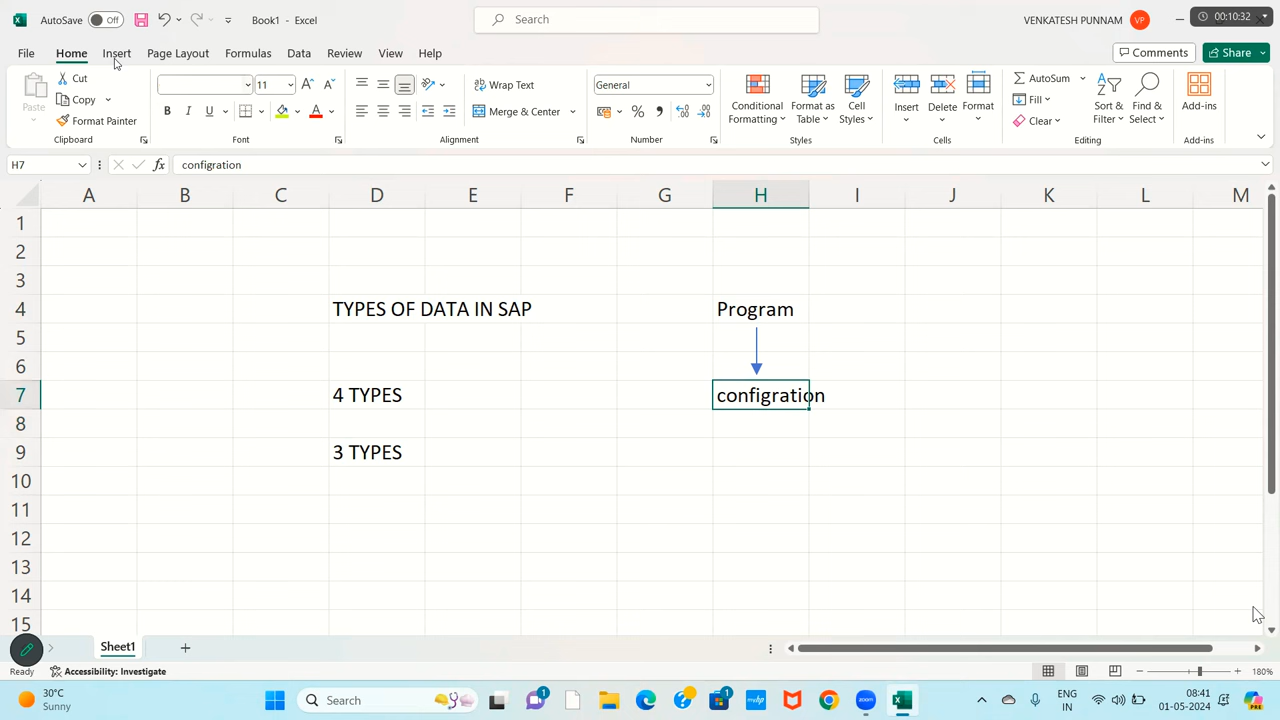 AutoSave Off Book1 - Excel Search VENKATESH PUNNAM VP 00:10:32
File Home Insert Page Layout Formulas Data Review View Help Comments Share
Paste Cut Copy Format Painter Clipboard
11 B I U A Font
Wrap Text Merge & Center Alignment
General % Number
Conditional Formatting Format as Table Cell Styles Styles
Insert Delete Format Cells
AutoSum Fill Clear Sort & Filter Find & Select Editing
Add-ins Add-ins
H7 fx configration
A B C D E F G H I J K L M
1
2
3
4 TYPES OF DATA IN SAP Program
5
6
7 4 TYPES configration
8
9 3 TYPES
10
11
12
13
14
15
Sheet1
Ready Accessibility: Investigate 180%
30°C Sunny Search 1 1 ENG IN 08:41 01-05-2024 PRE